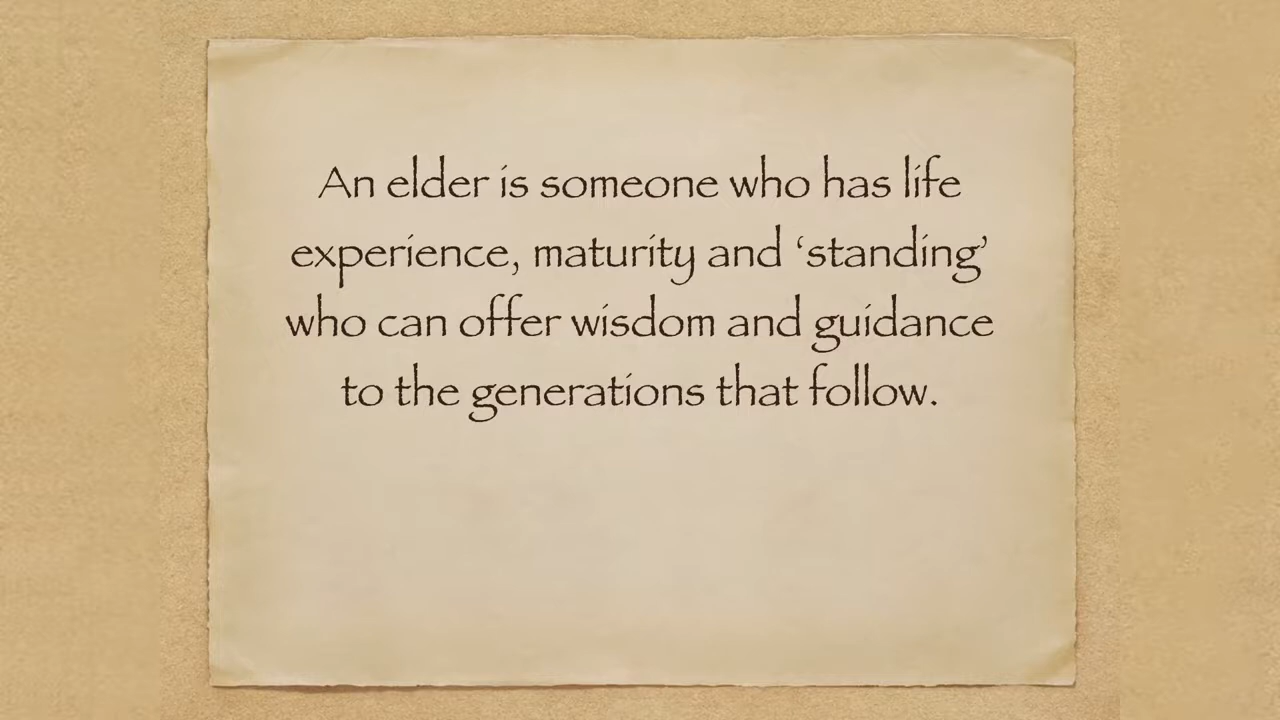 An elder is someone who has life
experience, maturity and ‘standing’
who can offer wisdom and guidance
to the generations that follow.